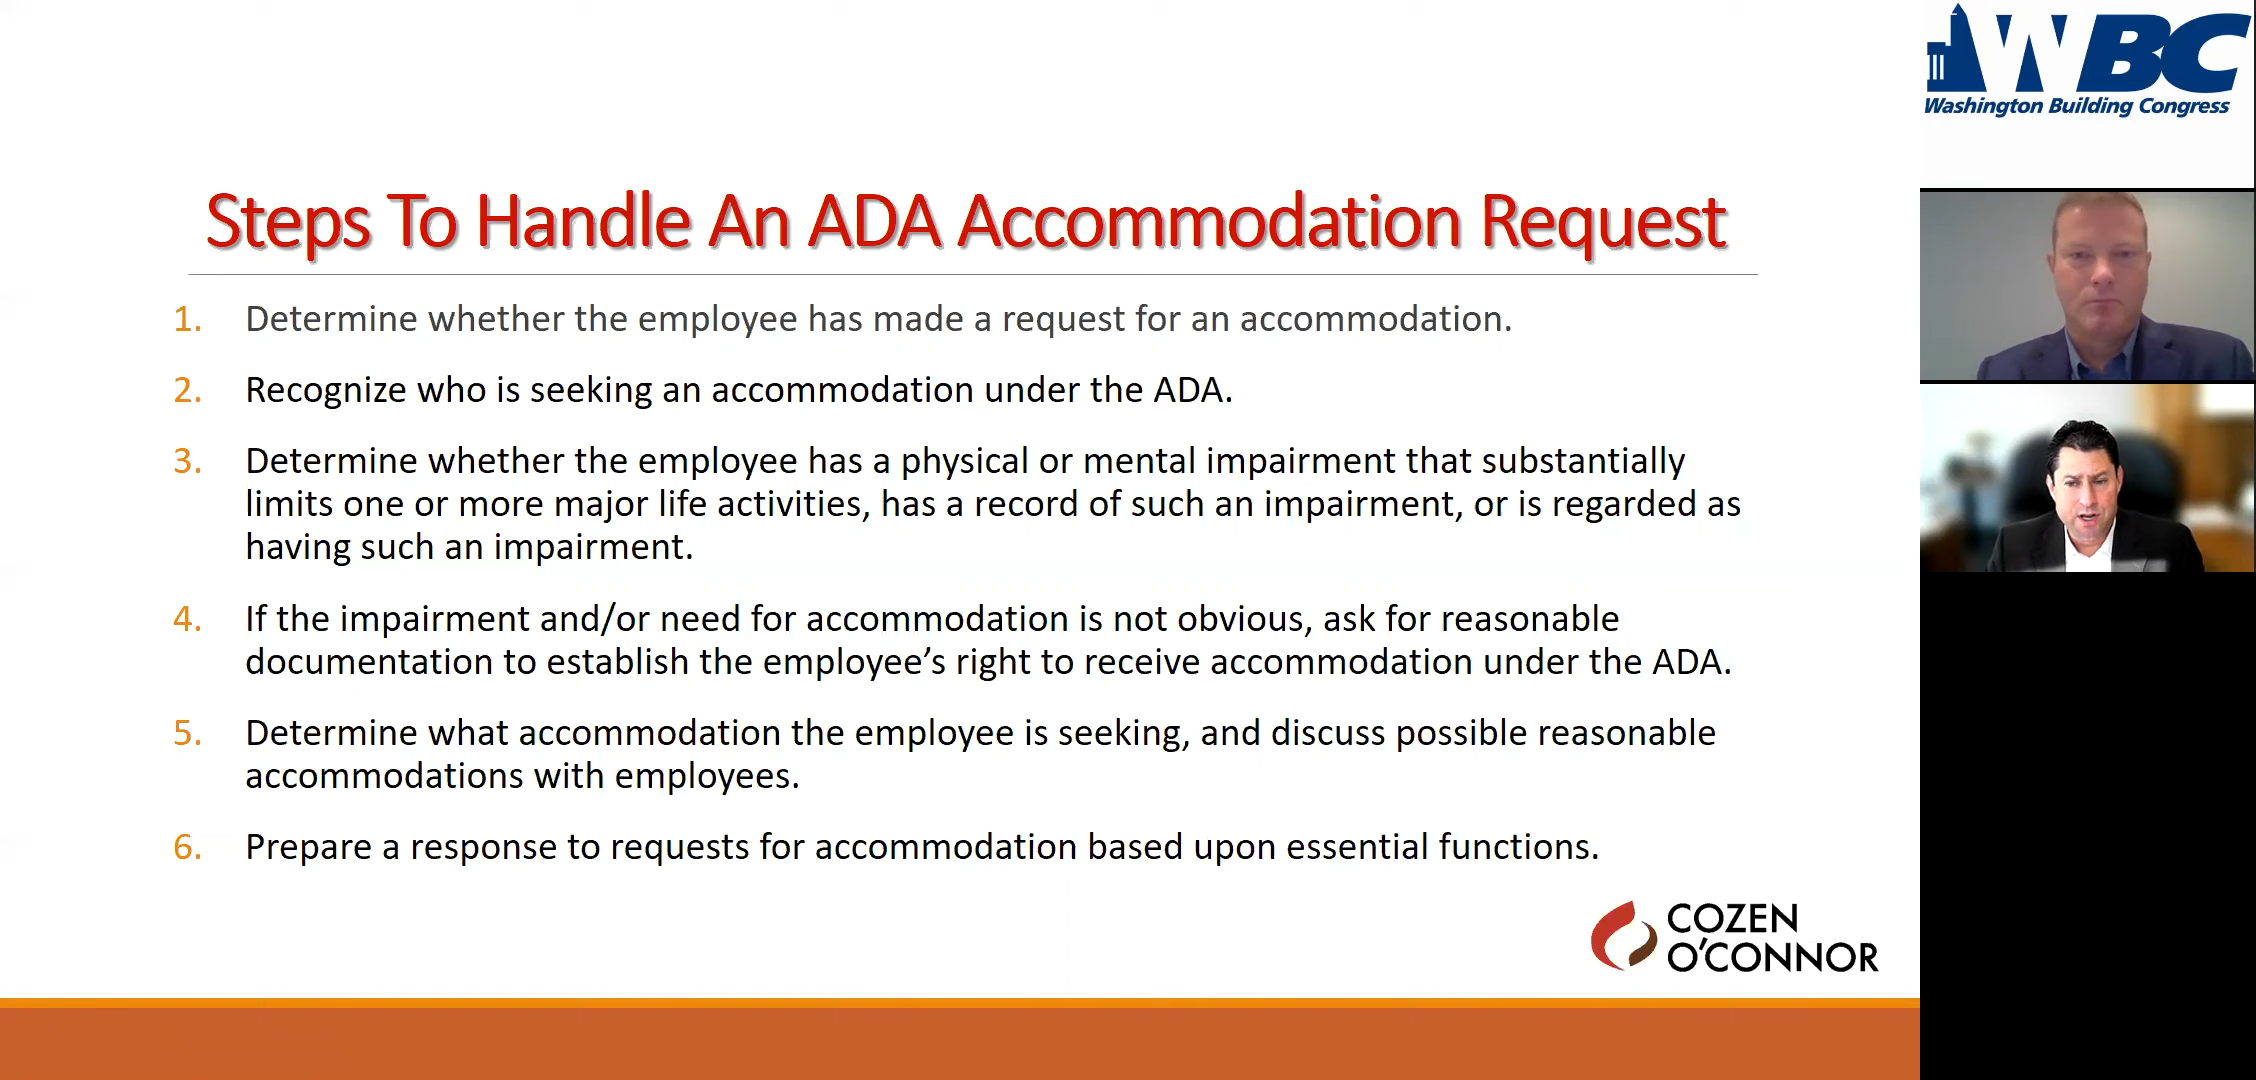 WBC
Washington Building Congress
Steps To Handle An ADA Accommodation Request
1. Determine whether the employee has made a request for an accommodation.
2. Recognize who is seeking an accommodation under the ADA.
3. Determine whether the employee has a physical or mental impairment that substantially
limits one or more major life activities, has a record of such an impairment, or is regarded as
having such an impairment.
4. If the impairment and/or need for accommodation is not obvious, ask for reasonable
documentation to establish the employee’s right to receive accommodation under the ADA.
5. Determine what accommodation the employee is seeking, and discuss possible reasonable
accommodations with employees.
6. Prepare a response to requests for accommodation based upon essential functions.
COZEN
O’CONNOR